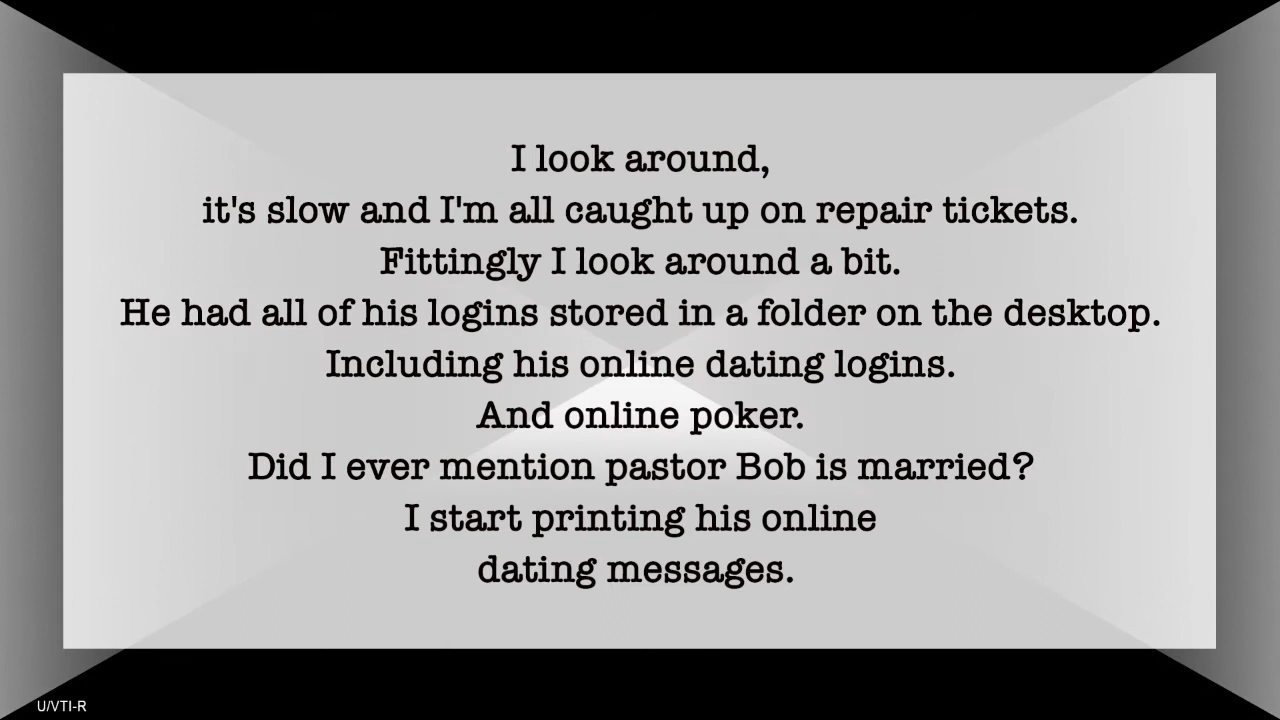 I look around,
it's slow and I'm all caught up on repair tickets.
Fittingly I look around a bit.
He had all of his logins stored in a folder on the desktop.
Including his online dating logins.
And online poker.
Did I ever mention pastor Bob is married?
I start printing his online
dating messages.
U/VTI-R